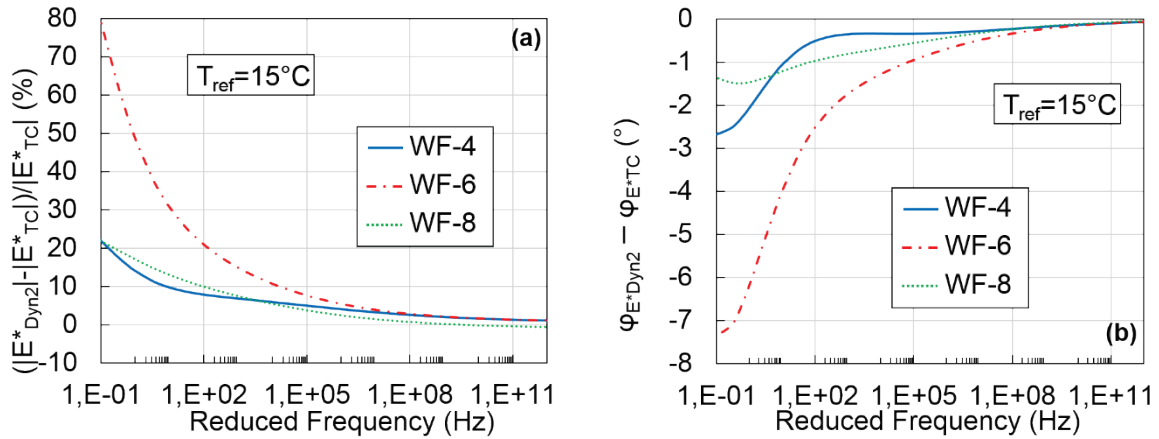 (|E*Dyn2|-|E*TC|)/|E*TC| (%)
80
70
60
50
40
30
20
10
0
-10
(a)
Tref=15°C
WF-4
WF-6
WF-8
1,E-01 1,E+02 1,E+05 1,E+08 1,E+11
Reduced Frequency (Hz)
φE*Dyn2 – φE*TC (°)
0
-1
-2
-3
-4
-5
-6
-7
-8
Tref=15°C
WF-4
WF-6
WF-8
(b)
1,E-01 1,E+02 1,E+05 1,E+08 1,E+11
Reduced Frequency (Hz)